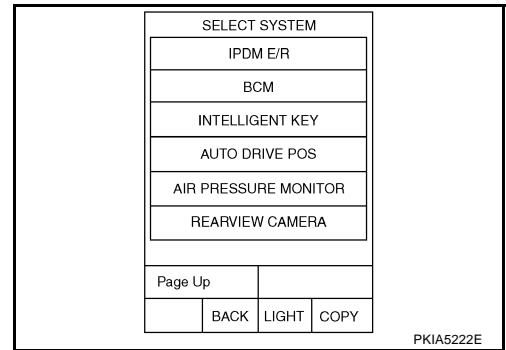 SELECT SYSTEM
IPDM E/R
BCM
INTELLIGENT KEY
AUTO DRIVE POS
AIR PRESSURE MONITOR
REARVIEW CAMERA
Page Up
BACK LIGHT COPY
PKIA5222E